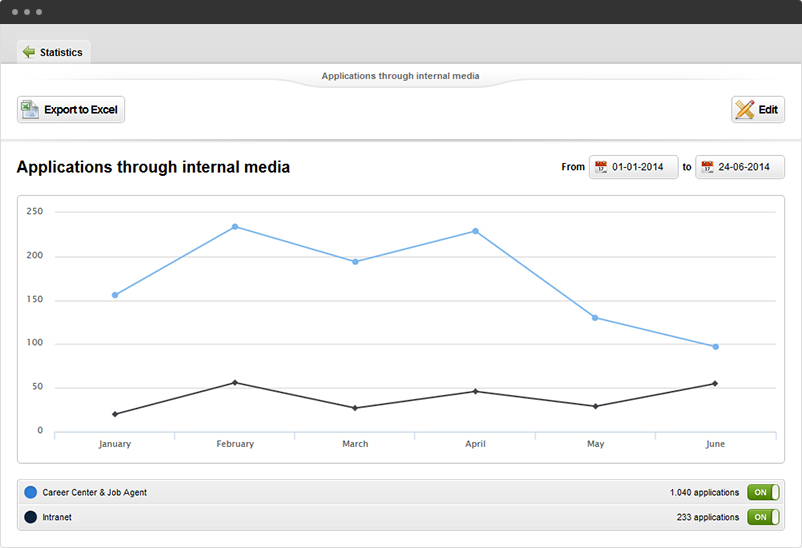 Statistics
Applications through internal media
Export to Excel
Edit
Applications through internal media
From 01-01-2014 to 24-06-2014
250
200
150
100
50
0
January February March April May June
Career Center & Job Agent 1.040 applications ON
Intranet 233 applications ON